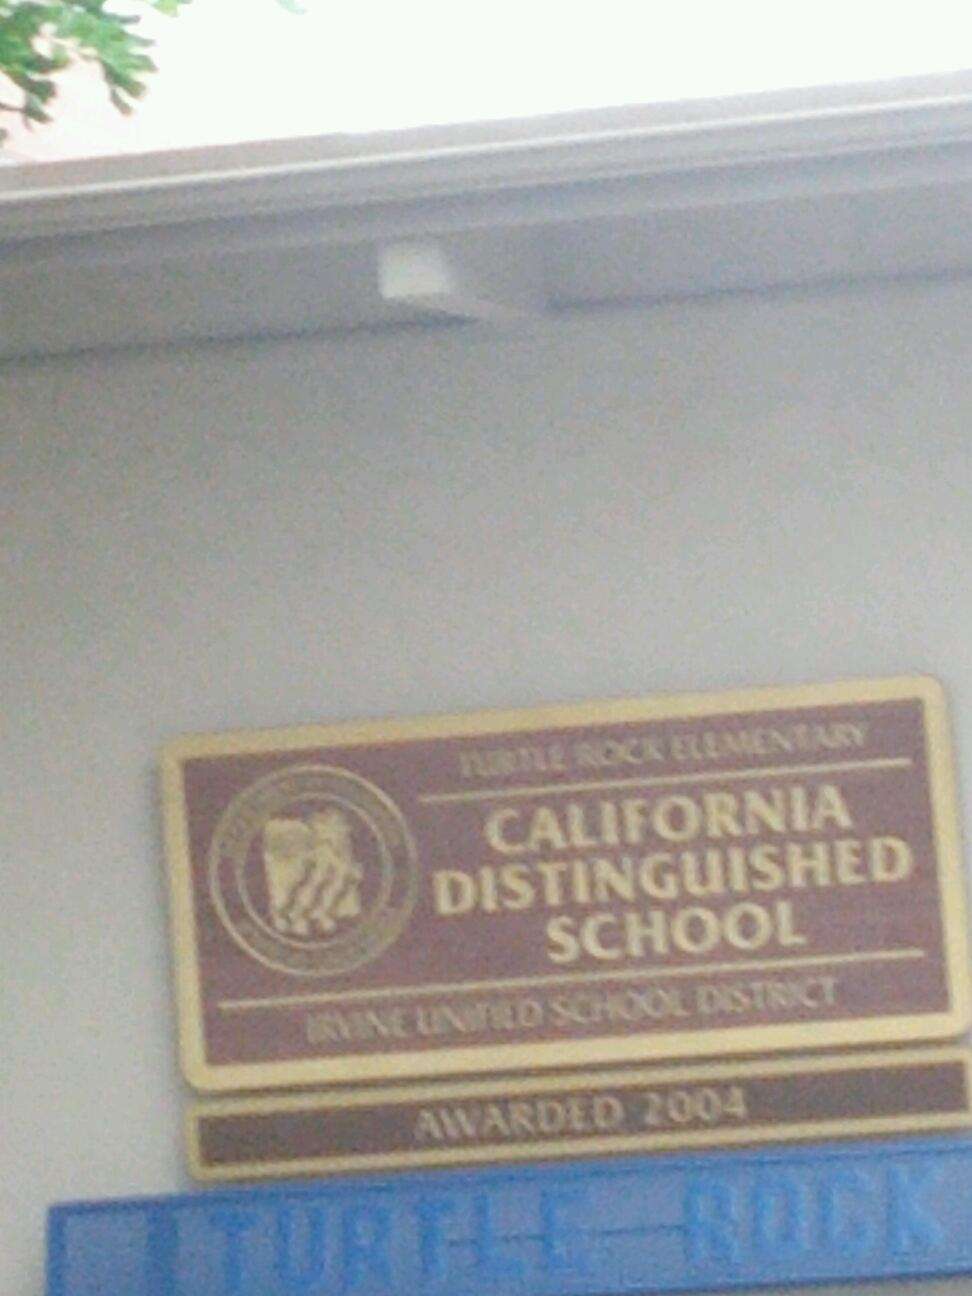 TURTLE ROCK ELEMENTARY
CALIFORNIA
DISTINGUISHED
SCHOOL
IRVINE UNIFIED SCHOOL DISTRICT
AWARDED 2004
TURTLE ROCK